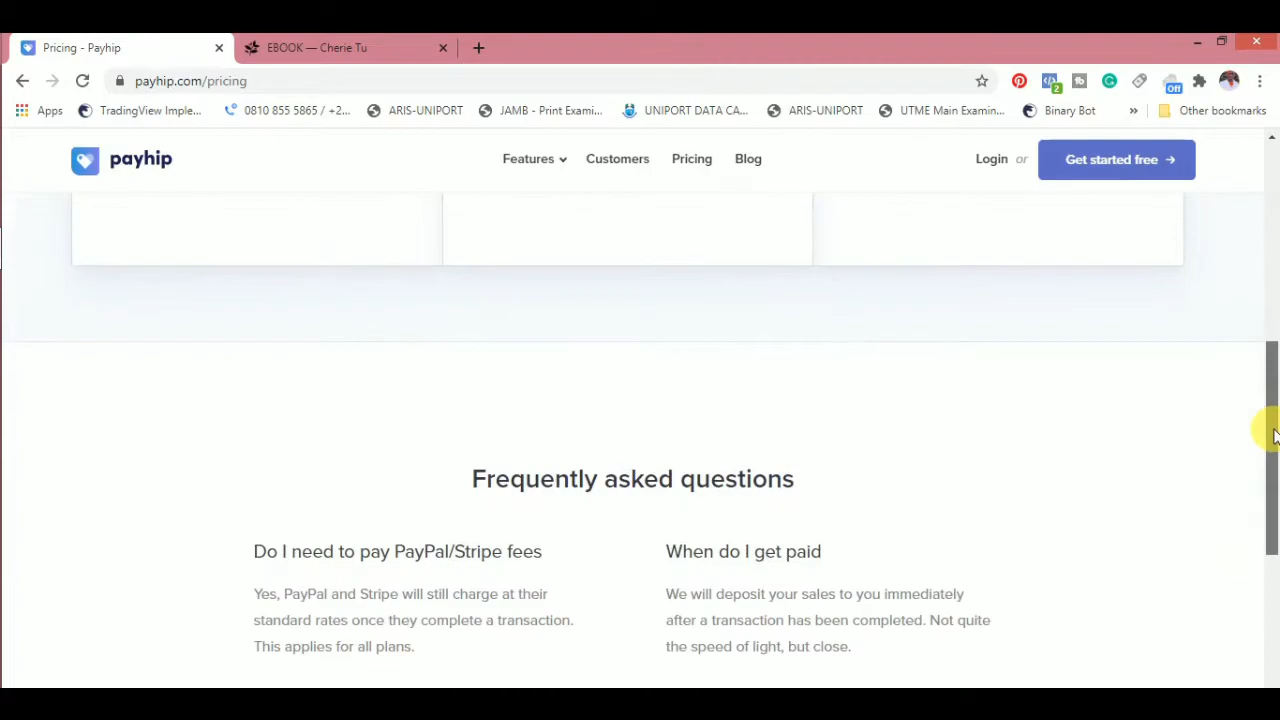 Pricing - Payhip
EBOOK — Cherie Tu
payhip.com/pricing
2
Off
Apps
TradingView Imple...
0810 855 5865 / +2...
ARIS-UNIPORT
JAMB - Print Exami...
UNIPORT DATA CA...
ARIS-UNIPORT
UTME Main Examin...
Binary Bot
»
Other bookmarks
payhip
Features
Customers
Pricing
Blog
Login or
Get started free →
Frequently asked questions
Do I need to pay PayPal/Stripe fees
Yes, PayPal and Stripe will still charge at their
standard rates once they complete a transaction.
This applies for all plans.
When do I get paid
We will deposit your sales to you immediately
after a transaction has been completed. Not quite
the speed of light, but close.